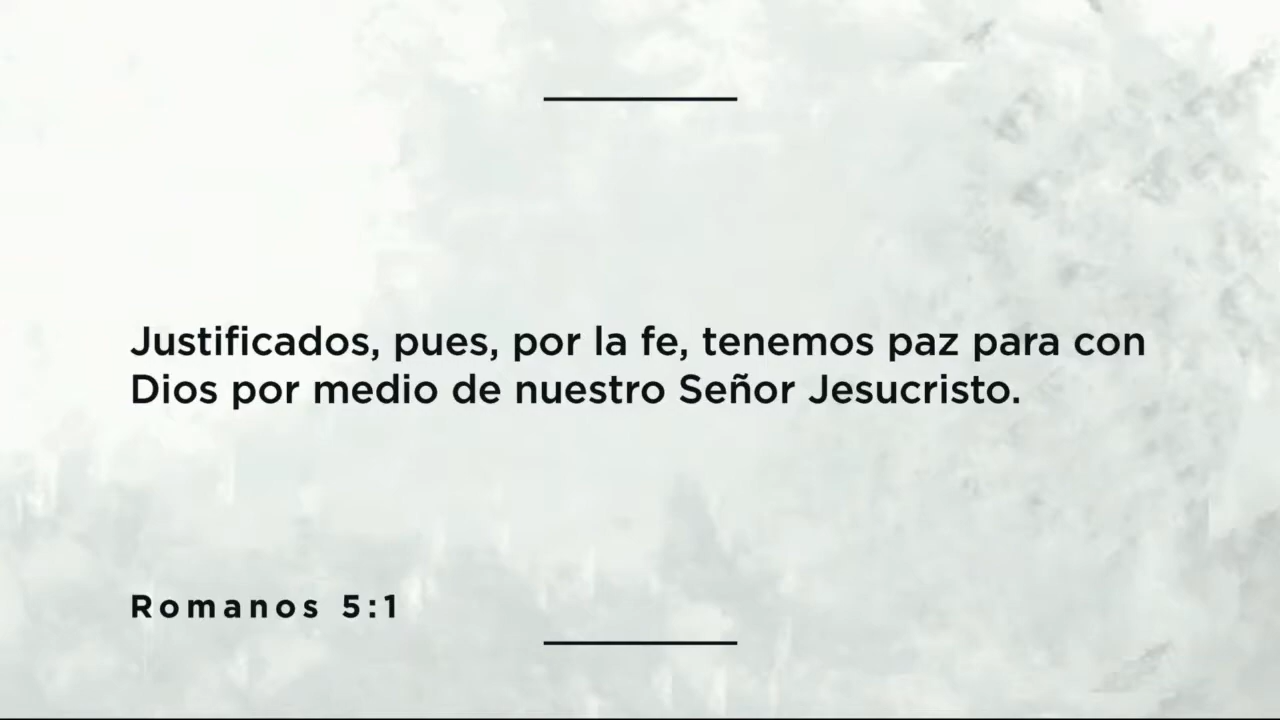 Justificados, pues, por la fe, tenemos paz para con
Dios por medio de nuestro Señor Jesucristo.
Romanos 5:1